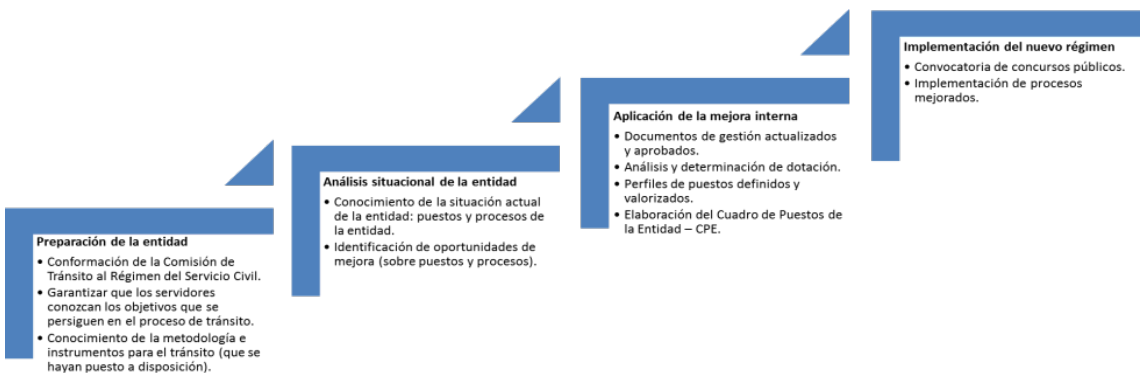 Preparación de la entidad
• Conformación de la Comisión de
Tránsito al Régimen del Servicio Civil.
• Garantizar que los servidores
conozcan los objetivos que se
persiguen en el proceso de tránsito.
• Conocimiento de la metodología e
instrumentos para el tránsito (que se
hayan puesto a disposición).
Análisis situacional de la entidad
• Conocimiento de la situación actual
de la entidad: puestos y procesos de
la entidad.
• Identificación de oportunidades de
mejora (sobre puestos y procesos).
Aplicación de la mejora interna
• Documentos de gestión actualizados
y aprobados.
• Análisis y determinación de dotación.
• Perfiles de puestos definidos y
valorizados.
• Elaboración del Cuadro de Puestos de
la Entidad – CPE.
Implementación del nuevo régimen
• Convocatoria de concursos públicos.
• Implementación de procesos
mejorados.